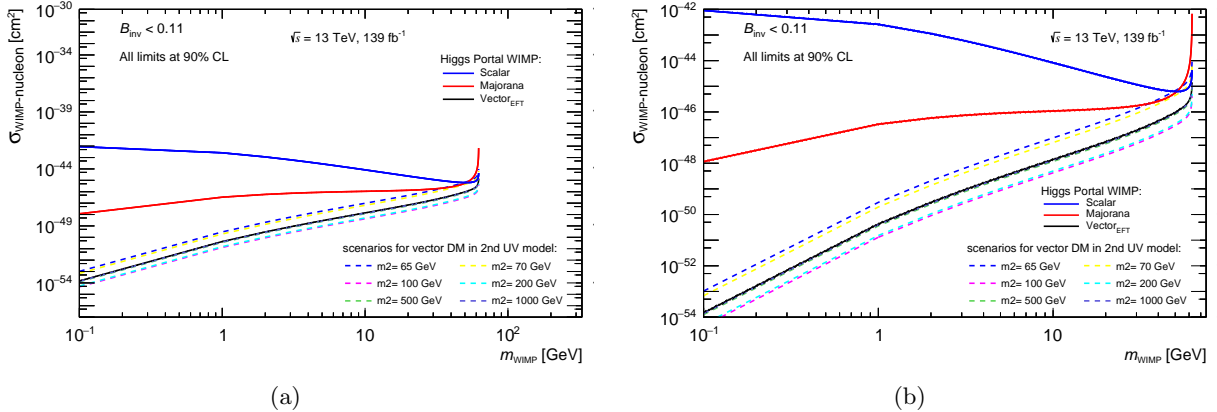 10⁻³⁰
10⁻³⁴
10⁻³⁹
10⁻⁴⁴
10⁻⁴⁹
10⁻⁵⁴
σ_WIMP-nucleon [cm²]
B_inv < 0.11
√s = 13 TeV, 139 fb⁻¹
All limits at 90% CL
Higgs Portal WIMP:
Scalar
Majorana
Vector_EFT
scenarios for vector DM in 2nd UV model:
m2= 65 GeV m2= 70 GeV
m2= 100 GeV m2= 200 GeV
m2= 500 GeV m2= 1000 GeV
10⁻¹ 1 10 10²
m_WIMP [GeV]
(a)
10⁻⁴²
10⁻⁴⁴
10⁻⁴⁶
10⁻⁴⁸
10⁻⁵⁰
10⁻⁵²
10⁻⁵⁴
σ_WIMP-nucleon [cm²]
B_inv < 0.11
√s = 13 TeV, 139 fb⁻¹
All limits at 90% CL
Higgs Portal WIMP:
Scalar
Majorana
Vector_EFT
scenarios for vector DM in 2nd UV model:
m2= 65 GeV m2= 70 GeV
m2= 100 GeV m2= 200 GeV
m2= 500 GeV m2= 1000 GeV
10⁻¹ 1 10
m_WIMP [GeV]
(b)